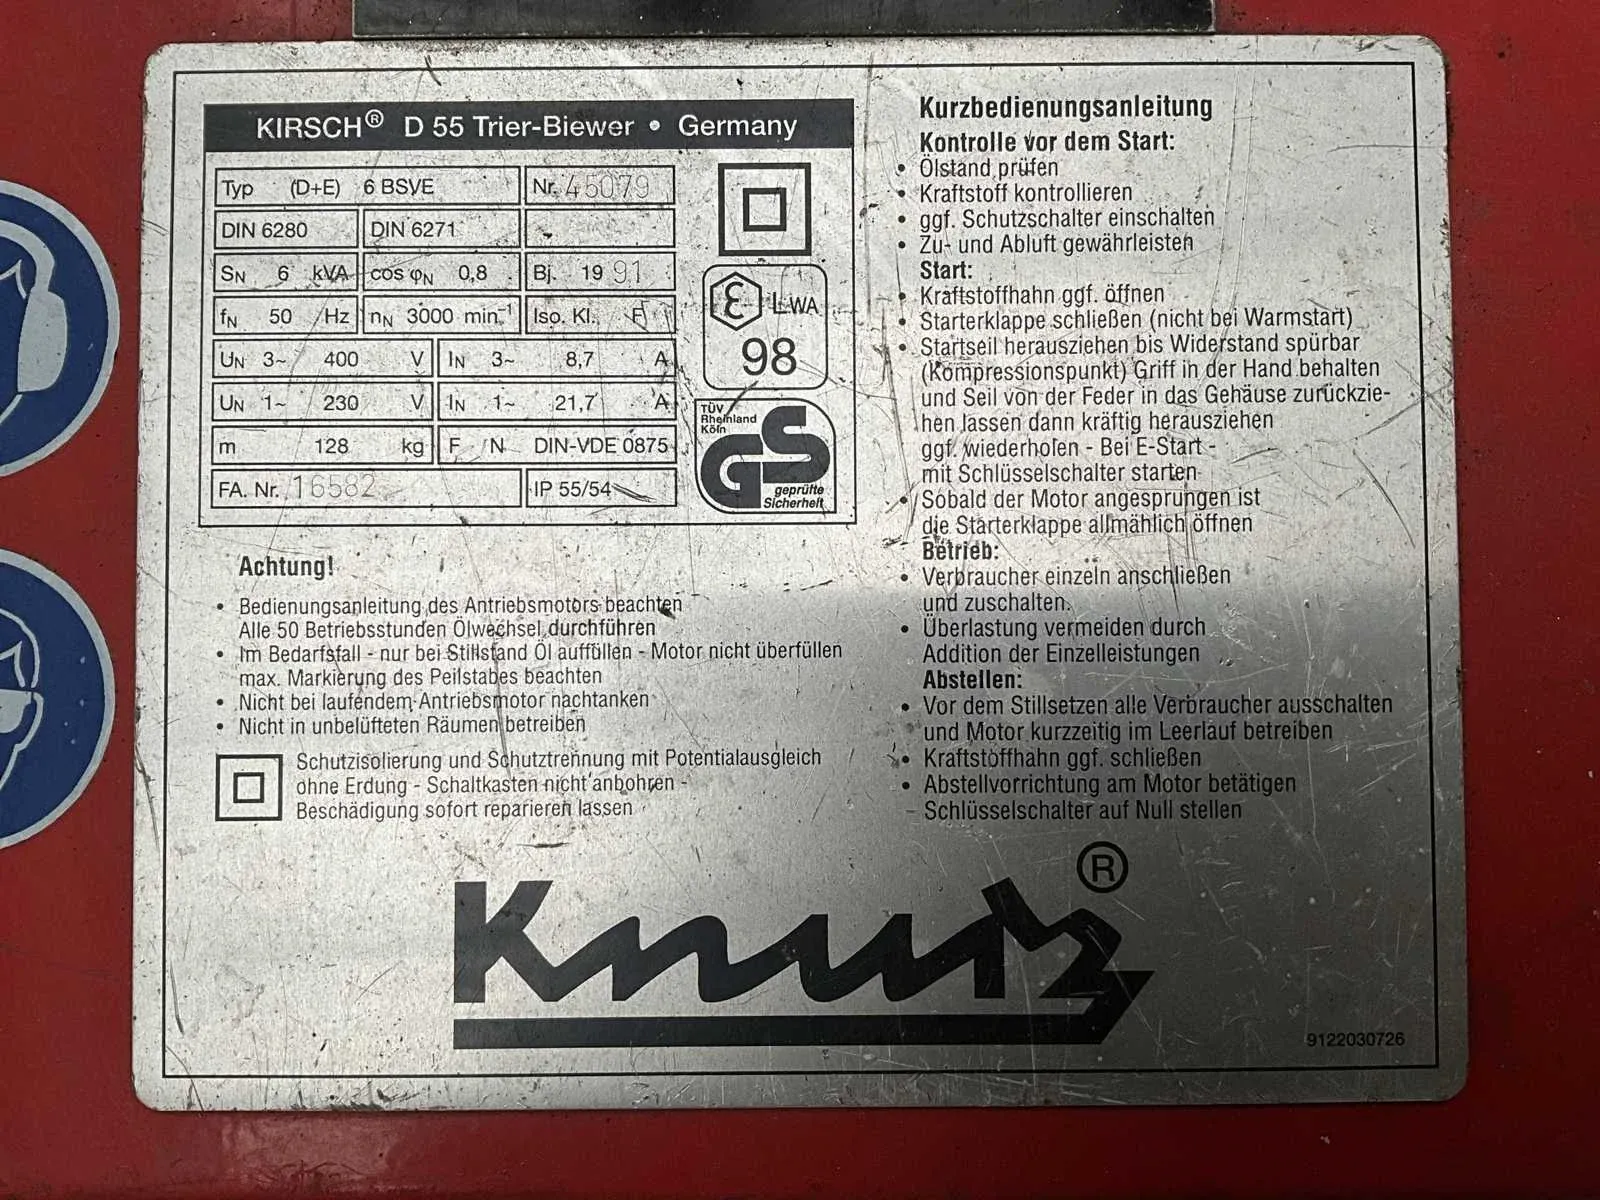 KIRSCH® D 55 Trier-Biewer • Germany
Typ (D+E) 6 BSVE Nr. 45079
DIN 6280 DIN 6271
SN 6 kVA cos φN 0,8 Bj. 19 91
fN 50 Hz nN 3000 min-1 Iso. Kl. F
UN 3~ 400 V IN 3~ 8,7 A
UN 1~ 230 V IN 1~ 21,7 A
m 128 kg F N DIN-VDE 0875
FA. Nr. 16582 IP 55/54
LWA
98
TÜV
Rheinland
Köln
GS
geprüfte
Sicherheit
Achtung!
• Bedienungsanleitung des Antriebsmotors beachten
Alle 50 Betriebsstunden Ölwechsel durchführen
• Im Bedarfsfall - nur bei Stillstand Öl auffüllen - Motor nicht überfüllen
max. Markierung des Peilstabes beachten
• Nicht bei laufendem Antriebsmotor nachtanken
• Nicht in unbelüfteten Räumen betreiben
Schutzisolierung und Schutztrennung mit Potentialausgleich
ohne Erdung - Schaltkasten nicht anbohren -
Beschädigung sofort reparieren lassen
Kurzbedienungsanleitung
Kontrolle vor dem Start:
• Ölstand prüfen
• Kraftstoff kontrollieren
• ggf. Schutzschalter einschalten
• Zu- und Abluft gewährleisten
Start:
• Kraftstoffhahn ggf. öffnen
• Starterklappe schließen (nicht bei Warmstart)
• Startseil herausziehen bis Widerstand spürbar
(Kompressionspunkt) Griff in der Hand behalten
und Seil von der Feder in das Gehäuse zurückzie-
hen lassen dann kräftig herausziehen
ggf. wiederholen - Bei E-Start -
mit Schlüsselschalter starten
• Sobald der Motor angesprungen ist
die Starterklappe allmählich öffnen
Betrieb:
• Verbraucher einzeln anschließen
und zuschalten.
• Überlastung vermeiden durch
Addition der Einzelleistungen
Abstellen:
• Vor dem Stillsetzen alle Verbraucher ausschalten
und Motor kurzzeitig im Leerlauf betreiben
• Kraftstoffhahn ggf. schließen
• Abstellvorrichtung am Motor betätigen
- Schlüsselschalter auf Null stellen
Knurz®
9122030726